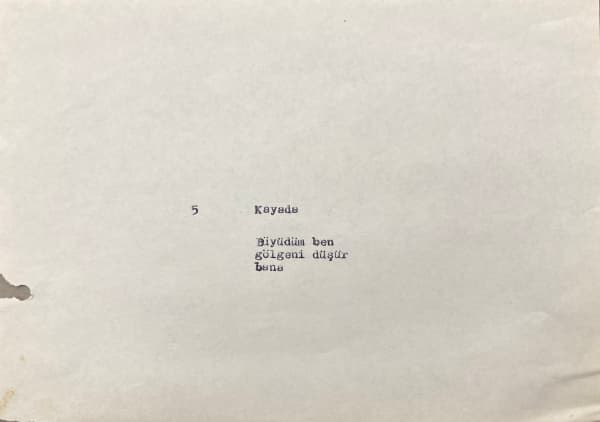 5 Kayada
Büyüdüm ben
gölgeni düşür
bana